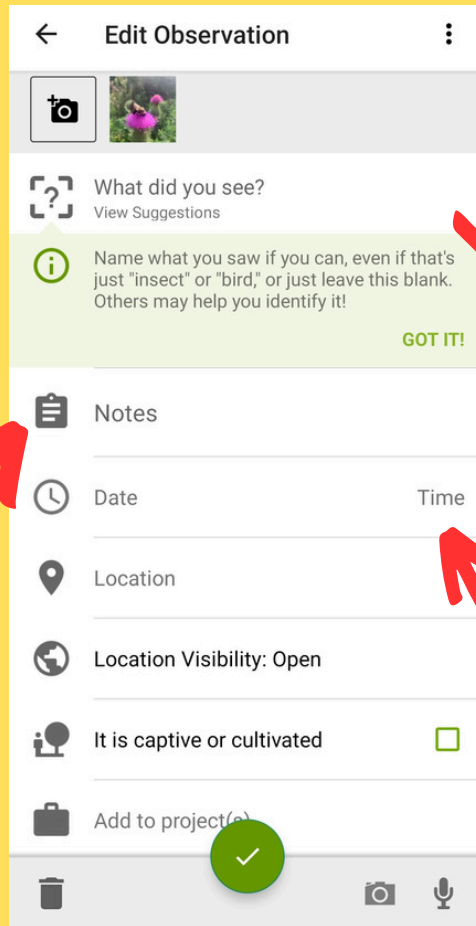 Edit Observation
What did you see?
View Suggestions
Name what you saw if you can, even if that's
just "insect" or "bird," or just leave this blank.
Others may help you identify it!
GOT IT!
Notes
Date Time
Location
Location Visibility: Open
It is captive or cultivated
Add to project(s)